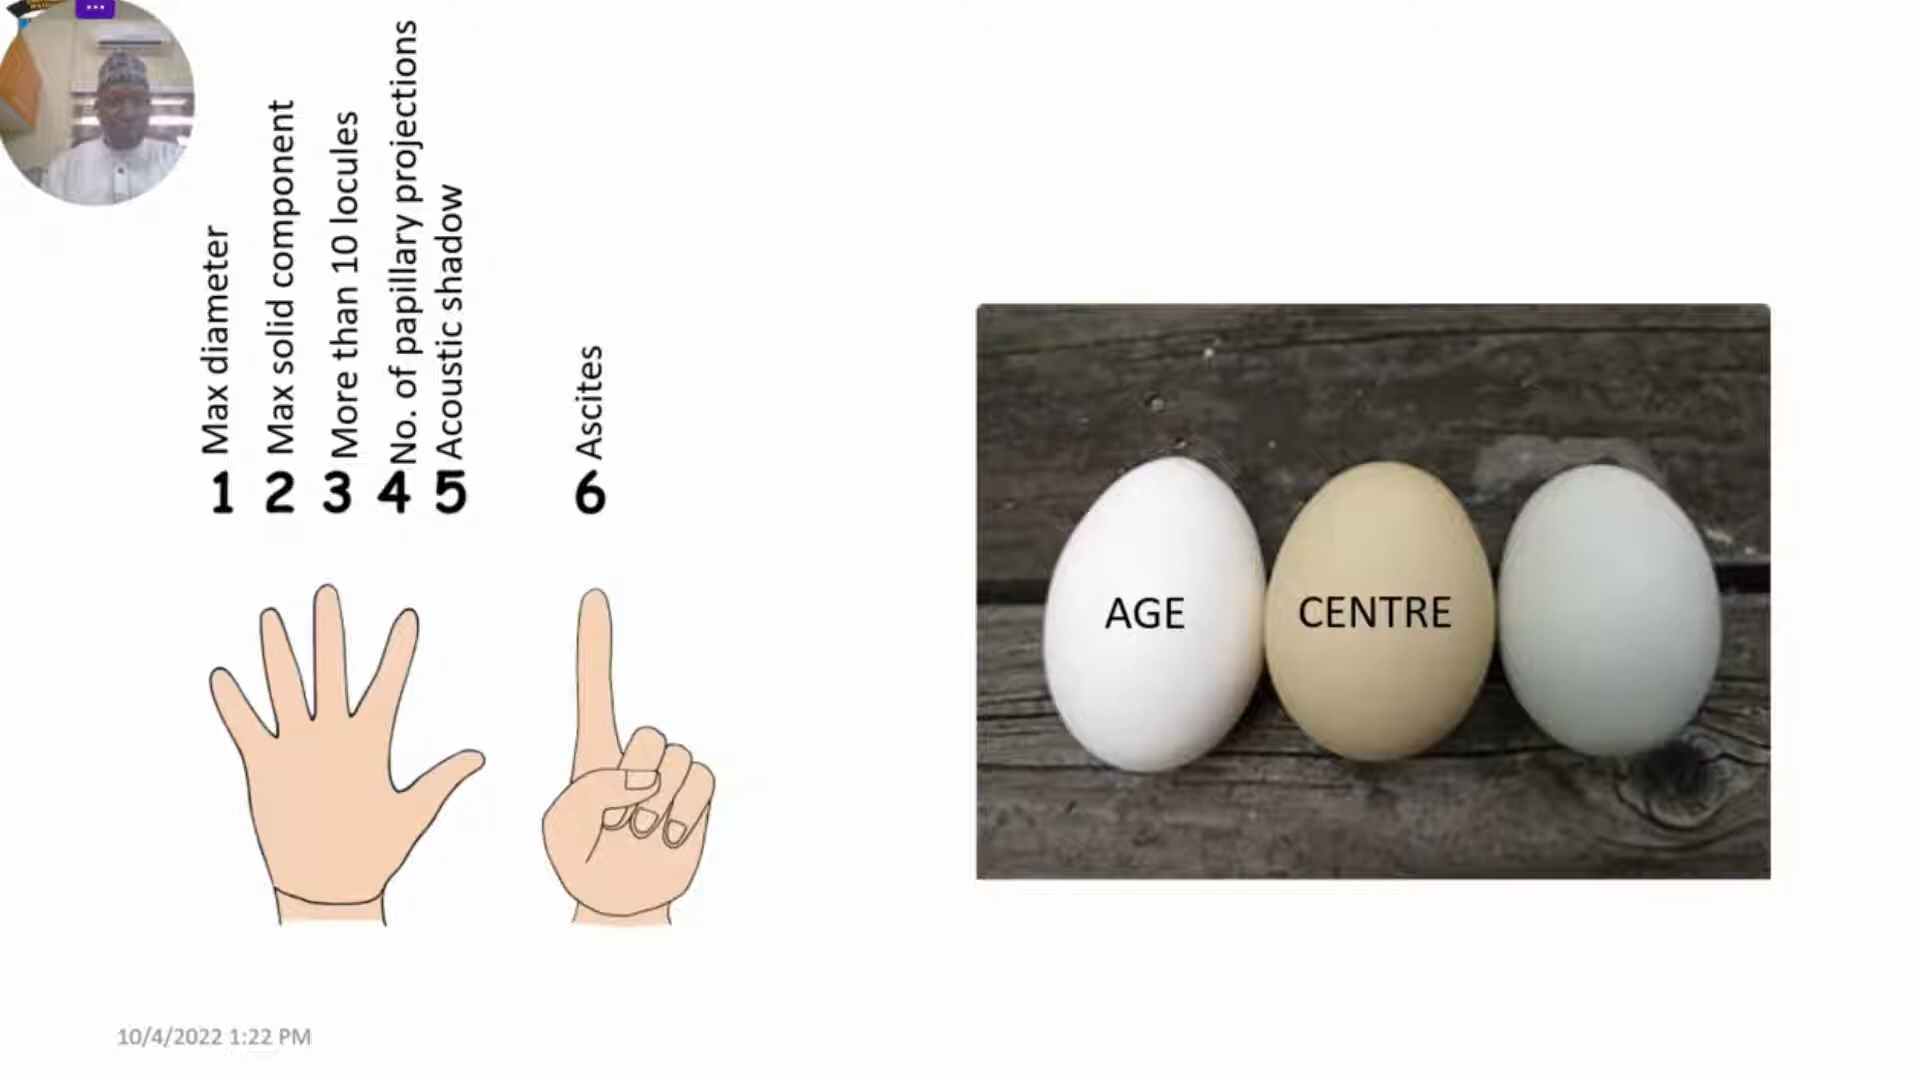 Max diameter
Max solid component
More than 10 locules
No. of papillary projections
Acoustic shadow
Ascites
1 2 3 4 5 6
AGE CENTRE
10/4/2022 1:22 PM